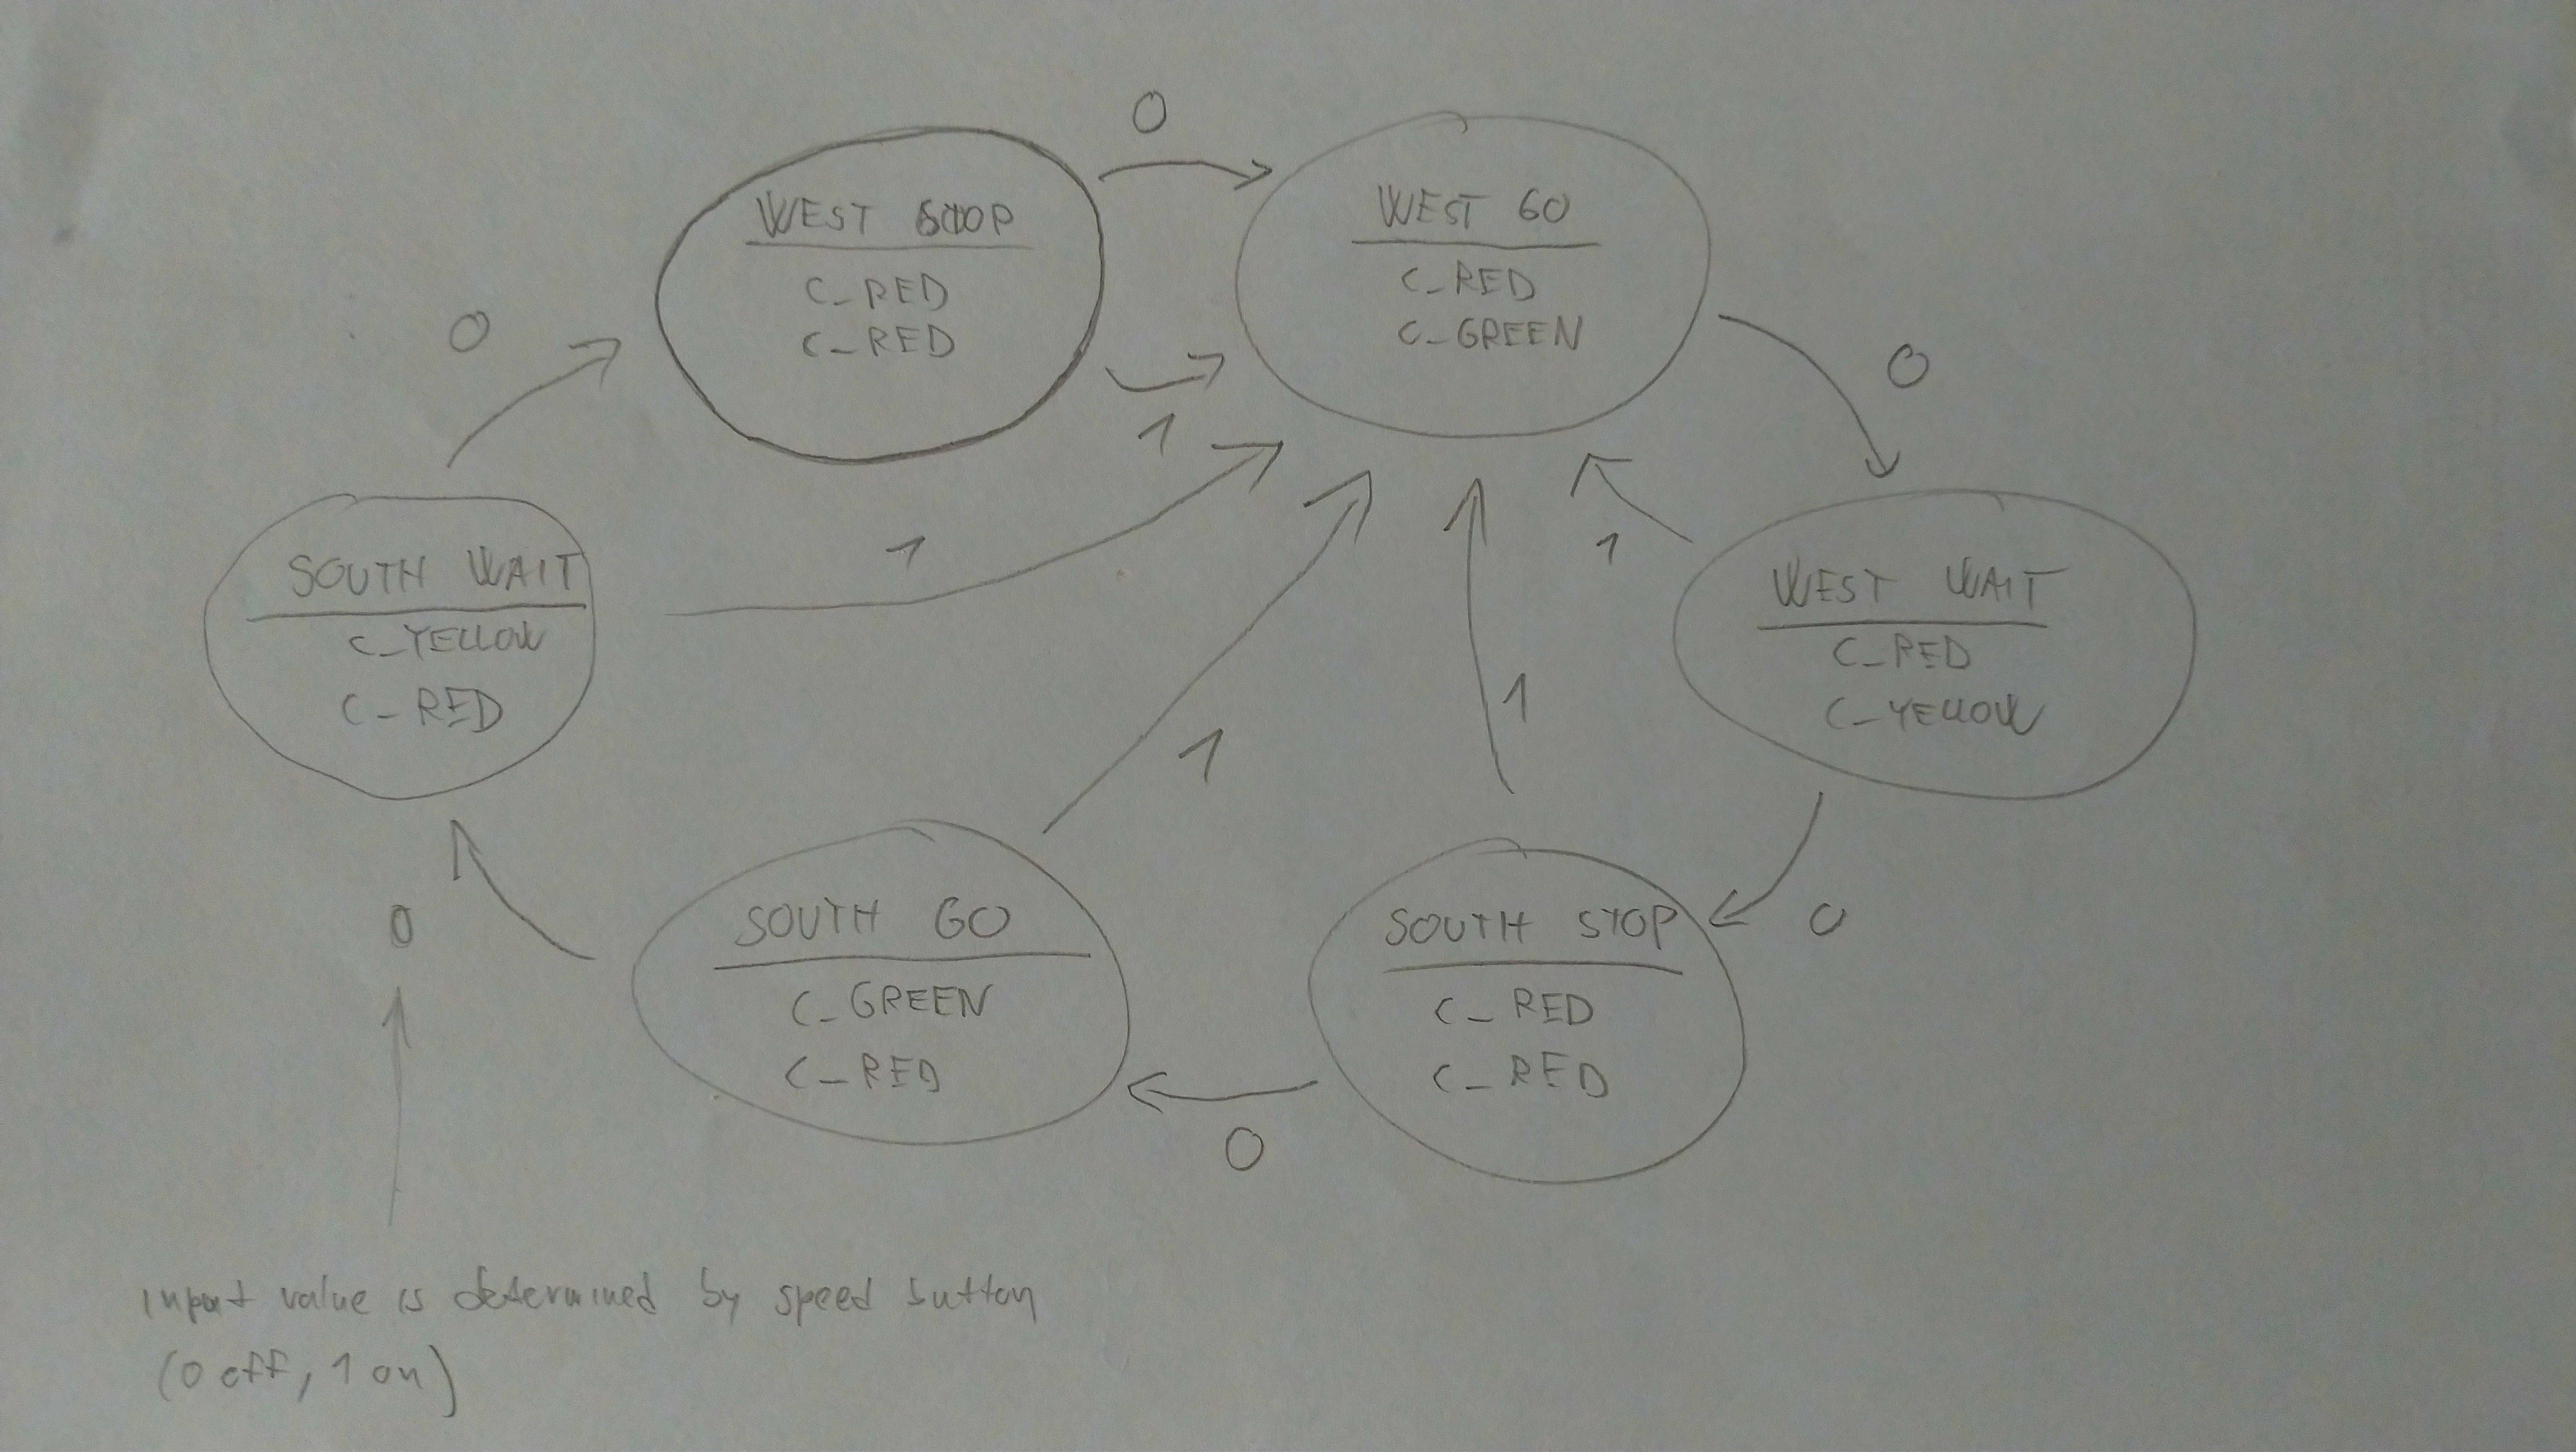 0
WEST STOP
C_RED
C_RED
WEST GO
C_RED
C_GREEN
0
0
1
1
1
SOUTH WAIT
C_YELLOW
C_RED
WEST WAIT
C_RED
C_YELLOW
1
1
0
SOUTH GO
C_GREEN
C_RED
SOUTH STOP
C_RED
C_RED
0
0
input value is determined by speed button
(0 off, 1 on)